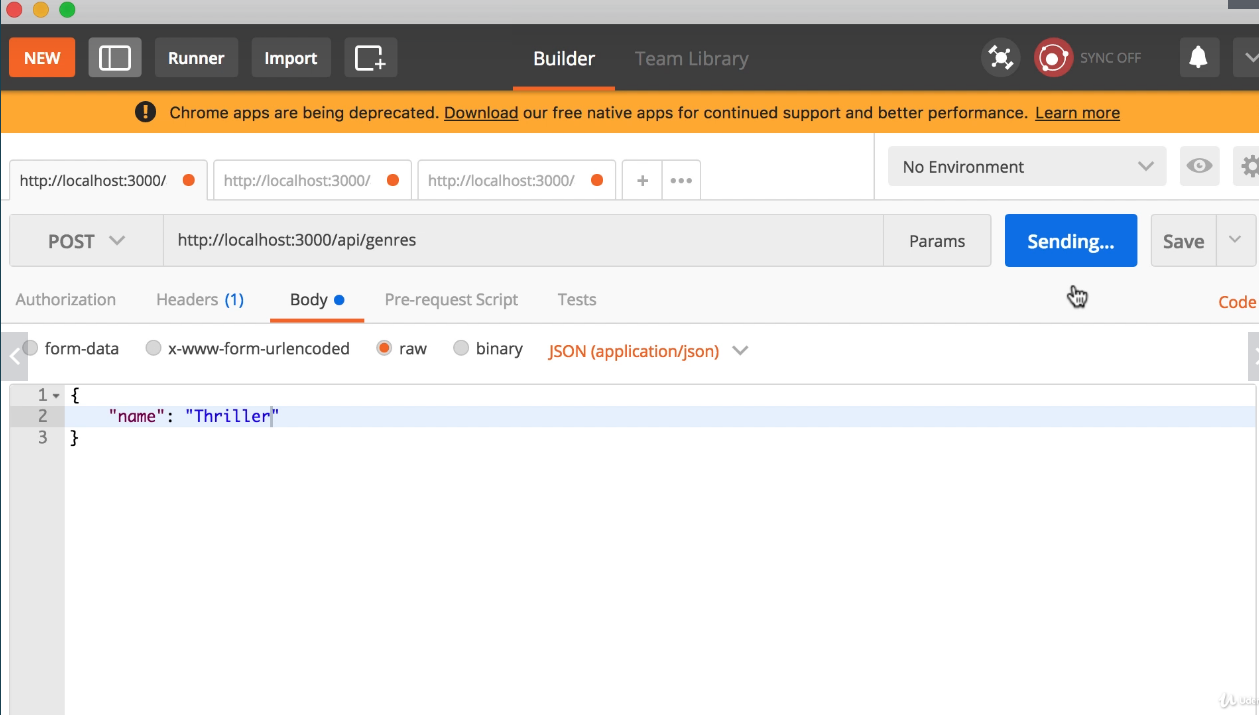 NEW Runner Import Builder Team Library SYNC OFF
! Chrome apps are being deprecated. Download our free native apps for continued support and better performance. Learn more
http://localhost:3000/ http://localhost:3000/ http://localhost:3000/ + ••• No Environment
POST http://localhost:3000/api/genres Params Sending... Save
Authorization Headers (1) Body Pre-request Script Tests Code
form-data x-www-form-urlencoded raw binary JSON (application/json)
1 {
2 "name": "Thriller"
3 }